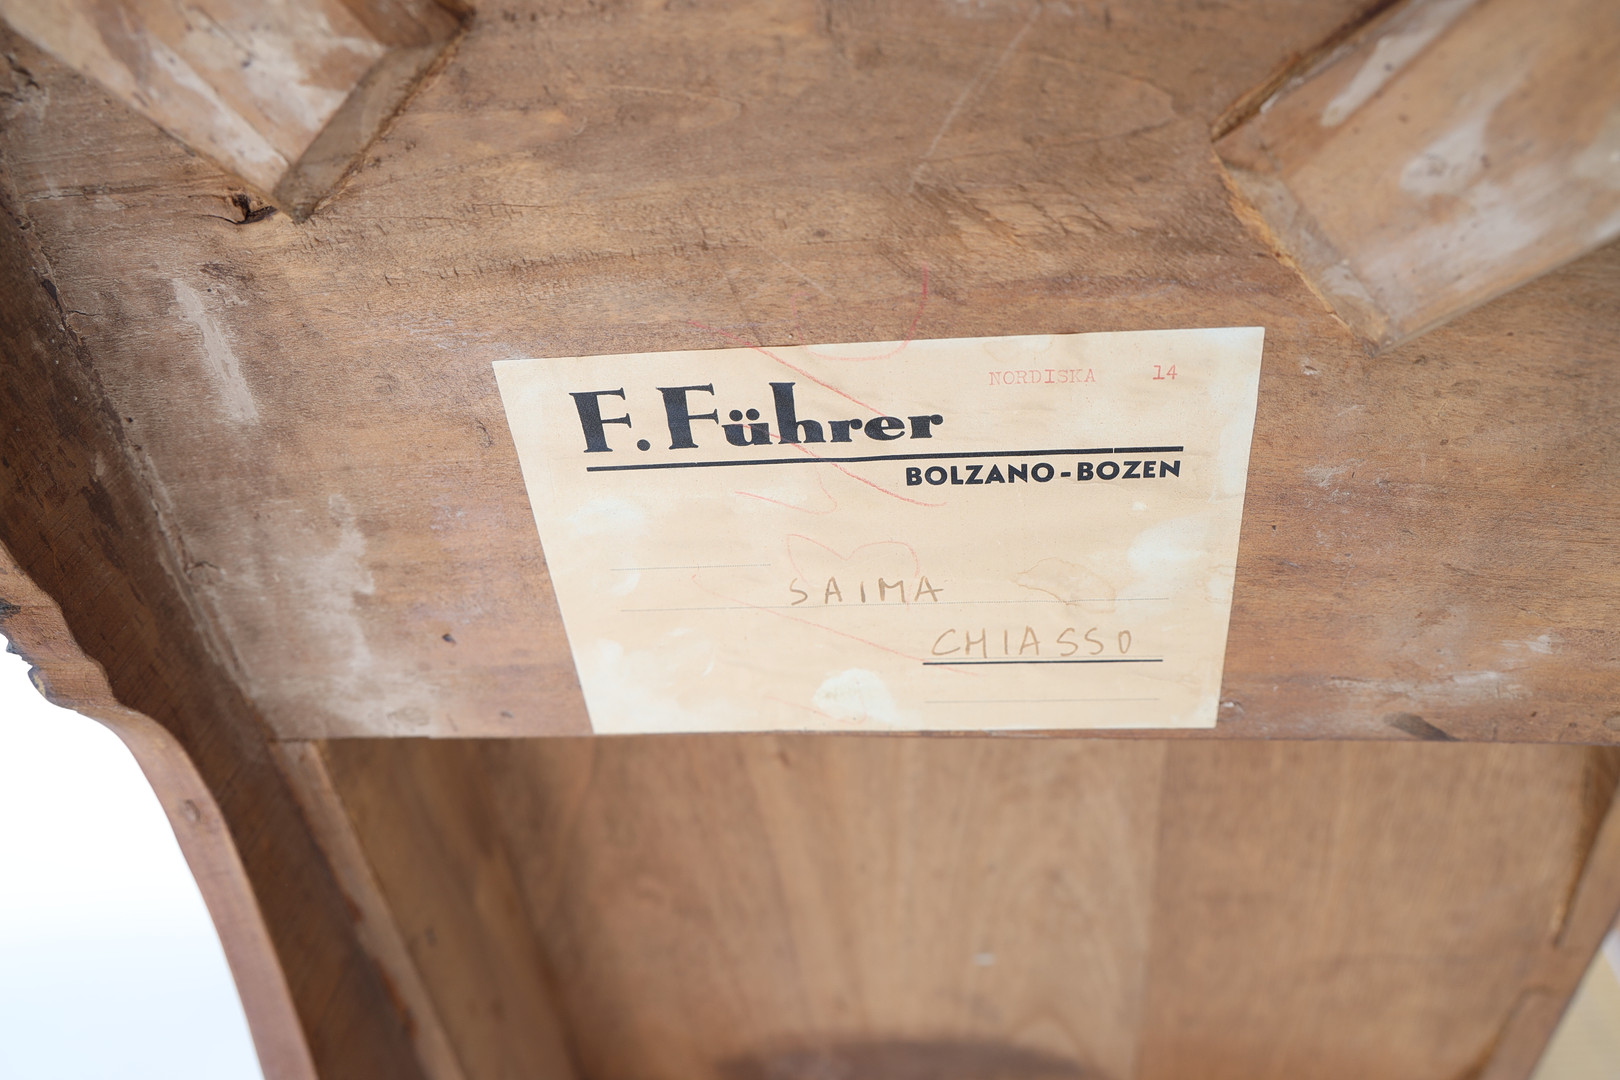 NORDISKA 14
F. Führer
BOLZANO-BOZEN
SAIMA
CHIASSO